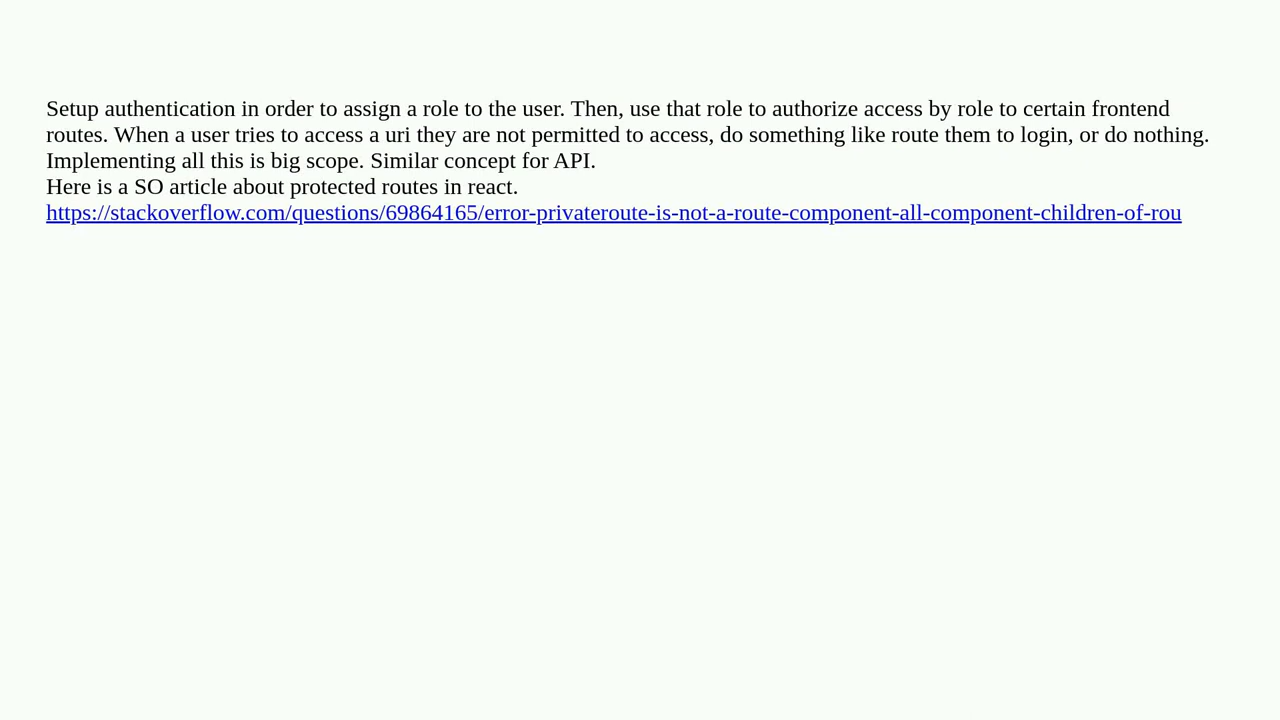 Setup authentication in order to assign a role to the user. Then, use that role to authorize access by role to certain frontend
routes. When a user tries to access a uri they are not permitted to access, do something like route them to login, or do nothing.
Implementing all this is big scope. Similar concept for API.
Here is a SO article about protected routes in react.
https://stackoverflow.com/questions/69864165/error-privateroute-is-not-a-route-component-all-component-children-of-rou